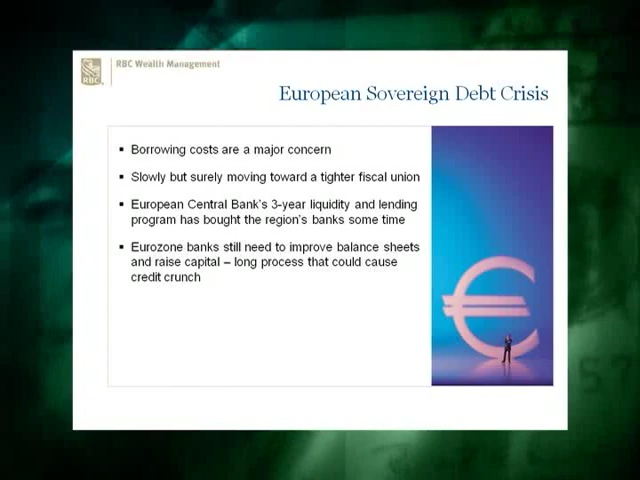 RBC Wealth Management
RBC
European Sovereign Debt Crisis
▪ Borrowing costs are a major concern
▪ Slowly but surely moving toward a tighter fiscal union
▪ European Central Bank's 3-year liquidity and lending
program has bought the region's banks some time
▪ Eurozone banks still need to improve balance sheets
and raise capital – long process that could cause
credit crunch
€